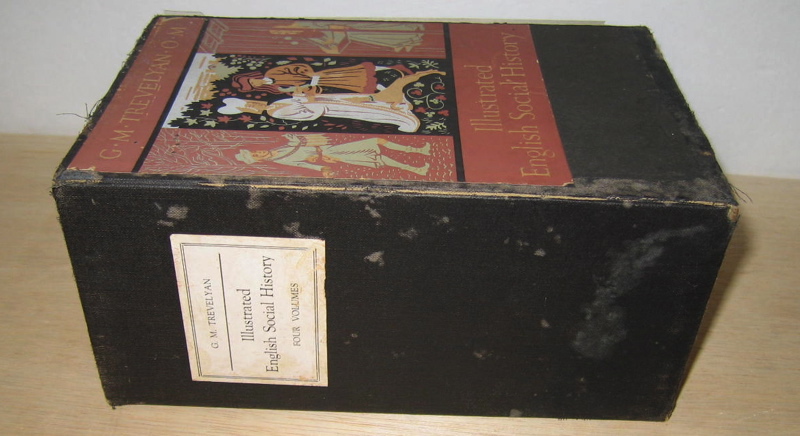 G·M·TREVELYAN·O·M
Illustrated
English Social History
G. M. TREVELYAN
Illustrated
English Social History
FOUR VOLUMES